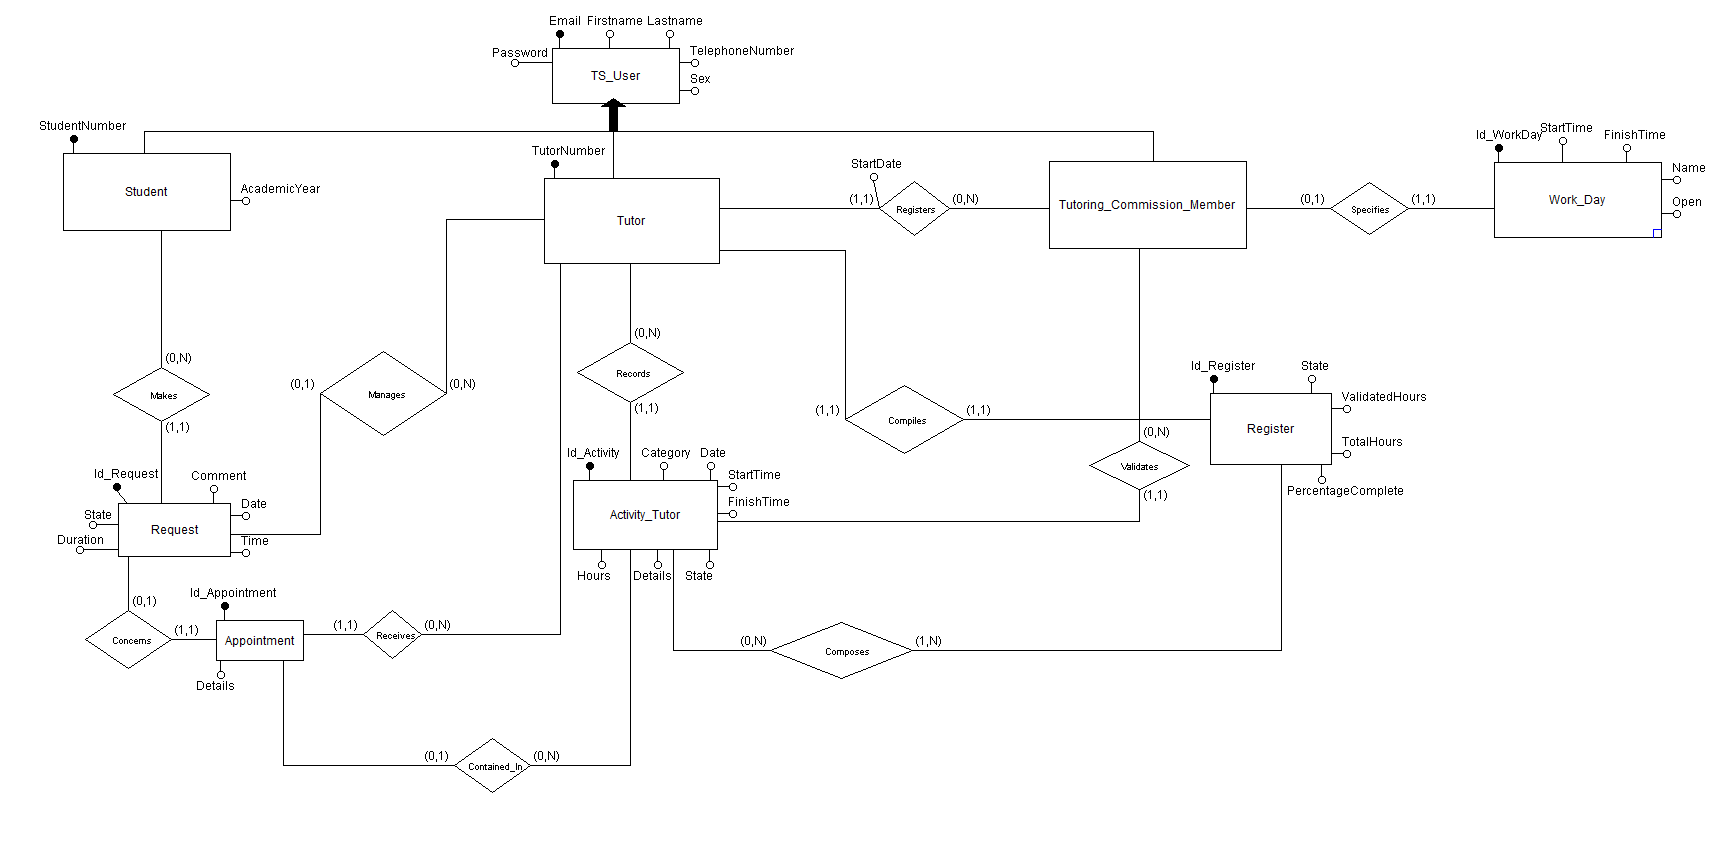 Email Firstname Lastname
Password
TelephoneNumber
TS_User
Sex
StudentNumber
Student
AcademicYear
TutorNumber
Tutor
StartDate
(1,1)
Registers
(0,N)
Tutoring_Commission_Member
(0,1)
Specifies
(1,1)
Id_WorkDay
StartTime
FinishTime
Name
Work_Day
Open
(0,N)
Makes
(1,1)
(0,1)
Manages
(0,N)
(0,N)
Records
(1,1)
(1,1)
Compiles
(1,1)
Id_Register
State
ValidatedHours
Register
TotalHours
PercentageComplete
(0,N)
Validates
(1,1)
Id_Request
Comment
State
Date
Request
Duration
Time
Id_Activity
Category
Date
StartTime
FinishTime
Activity_Tutor
Hours
Details
State
(0,1)
Concerns
(1,1)
Id_Appointment
Appointment
Details
(1,1)
Receives
(0,N)
(0,N)
Composes
(1,N)
(0,1)
Contained_In
(0,N)